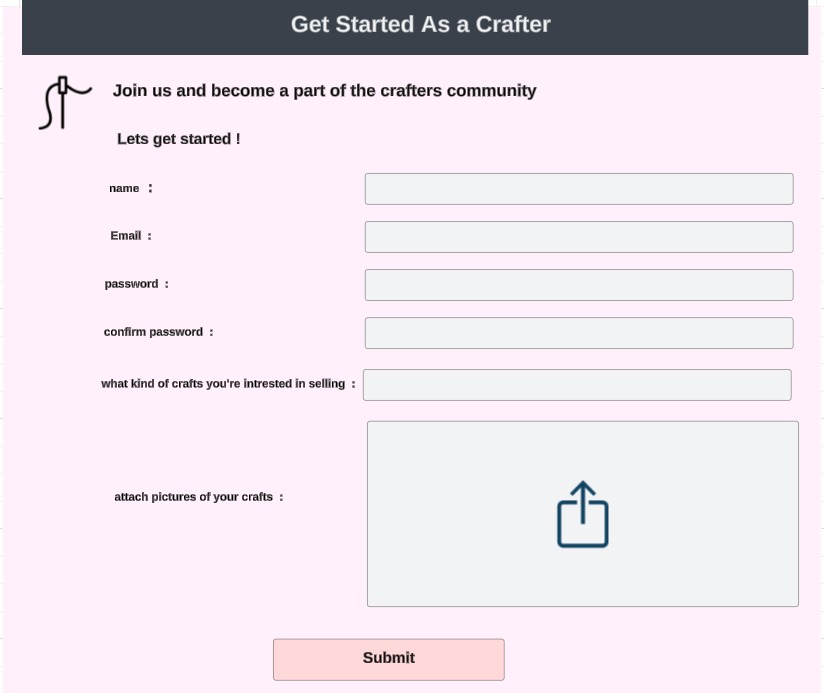 Get Started As a Crafter
Join us and become a part of the crafters community
Lets get started !
name :
Email :
password :
confirm password :
what kind of crafts you're intrested in selling :
attach pictures of your crafts :
Submit